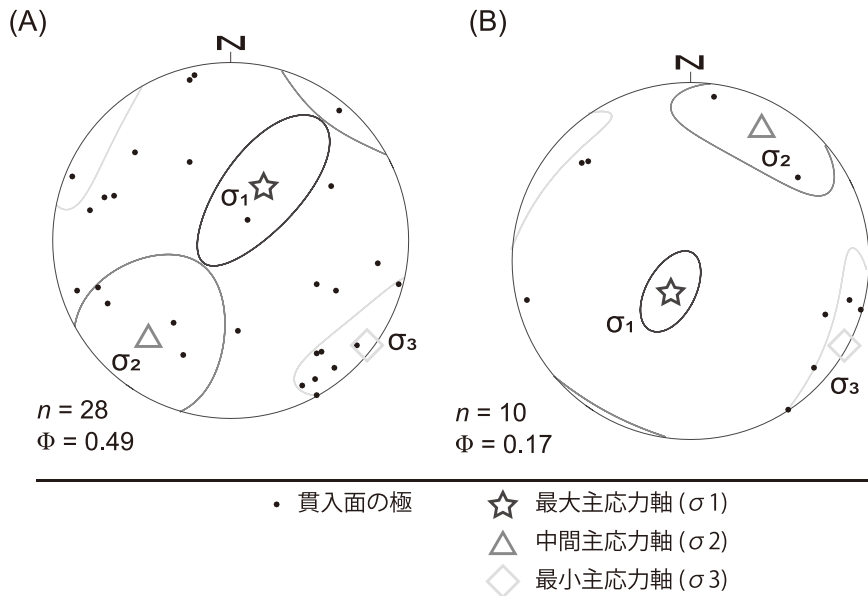 (A)
N
σ₁
σ₂
σ₃
n = 28
Φ = 0.49
(B)
N
σ₂
σ₁
σ₃
n = 10
Φ = 0.17
貫入面の極
最大主応力軸(σ1)
中間主応力軸(σ2)
最小主応力軸(σ3)